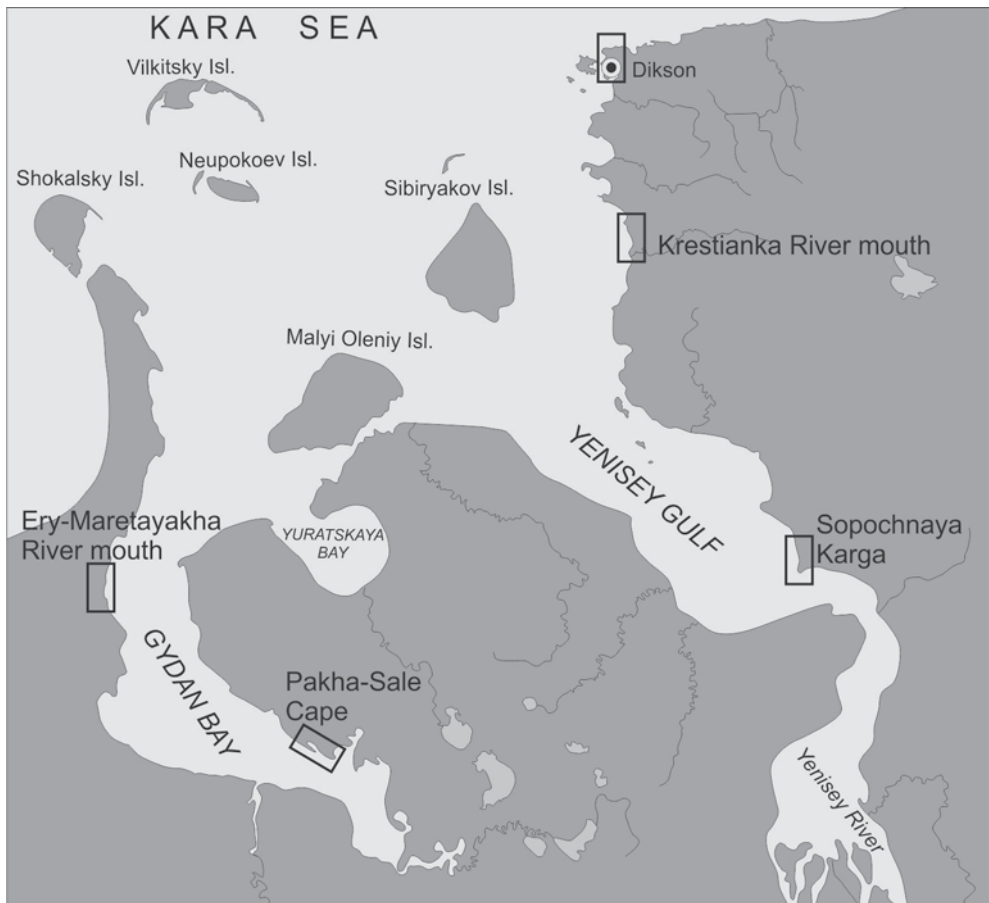 KARA SEA
Vilkitsky Isl.
Dikson
Neupokoev Isl.
Shokalsky Isl.
Sibiryakov Isl.
Krestianka River mouth
Malyi Oleniy Isl.
YENISEY GULF
Ery-Maretayakha
River mouth
YURATSKAYA
BAY
Sopochnaya
Karga
GYDAN BAY
Pakha-Sale
Cape
Yenisey River